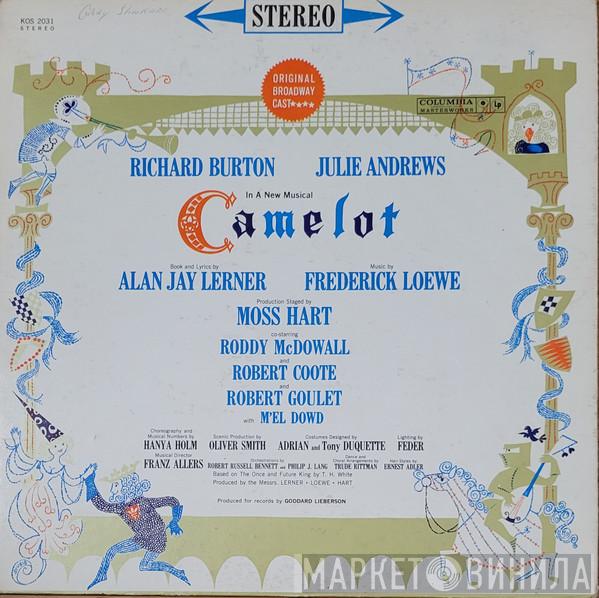 KOS 2031
STEREO
STEREO
ORIGINAL
BROADWAY
CAST****
COLUMBIA
MASTERWORKS
Lp
RICHARD BURTON JULIE ANDREWS
In A New Musical
Camelot
Book and Lyrics by Music by
ALAN JAY LERNER FREDERICK LOEWE
Production Staged by
MOSS HART
co-starring
RODDY McDOWALL
and
ROBERT COOTE
and
ROBERT GOULET
with M'EL DOWD
Choreography and
Musical Numbers by
HANYA HOLM
Scenic Production by
OLIVER SMITH
Costumes Designed by
ADRIAN and Tony DUQUETTE
Lighting by
FEDER
Musical Director
FRANZ ALLERS
Orchestrations by
ROBERT RUSSELL BENNETT and PHILIP J. LANG
Dance and
Choral Arrangements by
TRUDE RITTMAN
Hair Styles by
ERNEST ADLER
Based on The Once and Future King by T. H. White
Produced by the Messrs. LERNER • LOEWE • HART
Produced for records by GODDARD LIEBERSON
МАРКЕТ ВИНИЛА